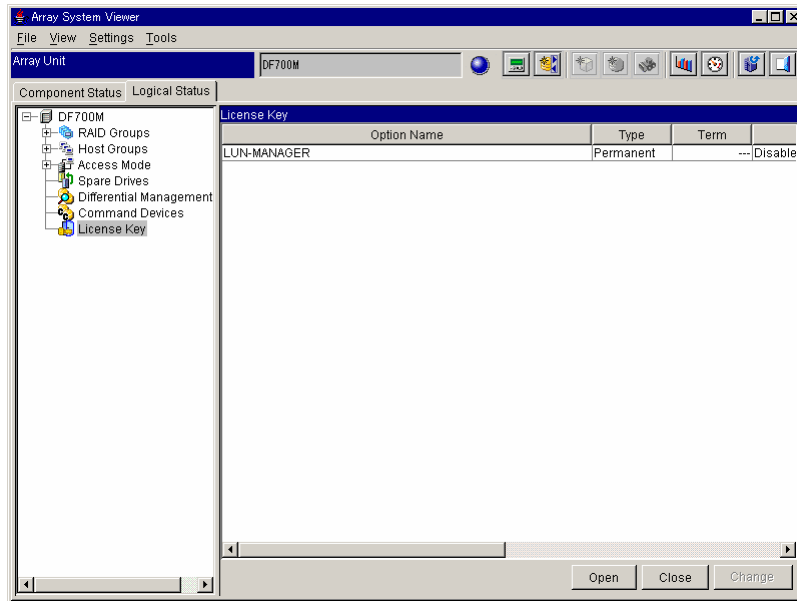 Array System Viewer
File View Settings Tools
Array Unit DF700M
Component Status Logical Status
DF700M
RAID Groups
Host Groups
Access Mode
Spare Drives
Differential Management
Command Devices
License Key
License Key
Option Name Type Term
LUN-MANAGER Permanent --- Disable
Open Close Change